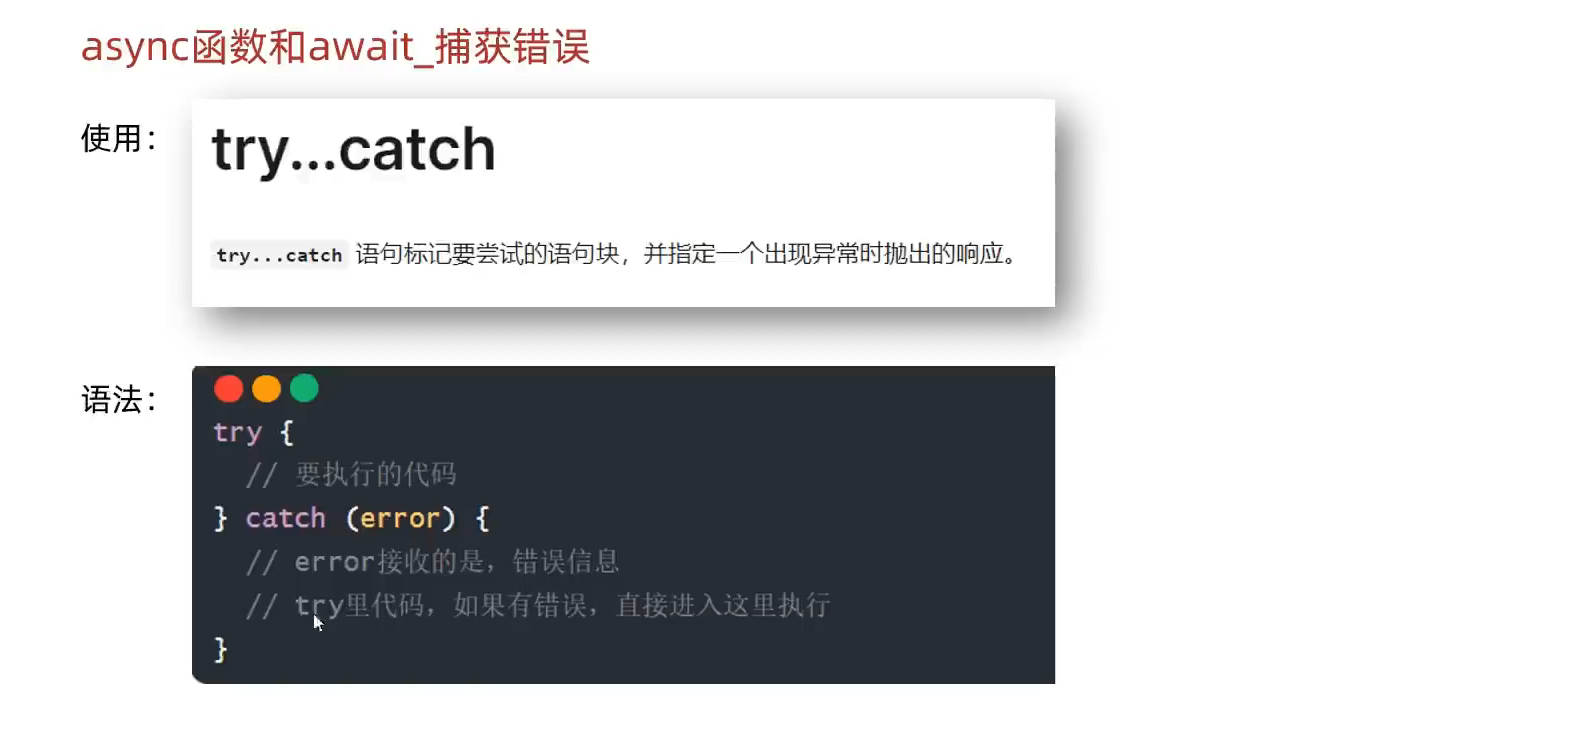 async函数和await_捕获错误
使用：
try...catch
try...catch 语句标记要尝试的语句块，并指定一个出现异常时抛出的响应。
语法：
try {
  // 要执行的代码
} catch (error) {
  // error接收的是，错误信息
  // try里代码，如果有错误，直接进入这里执行
}